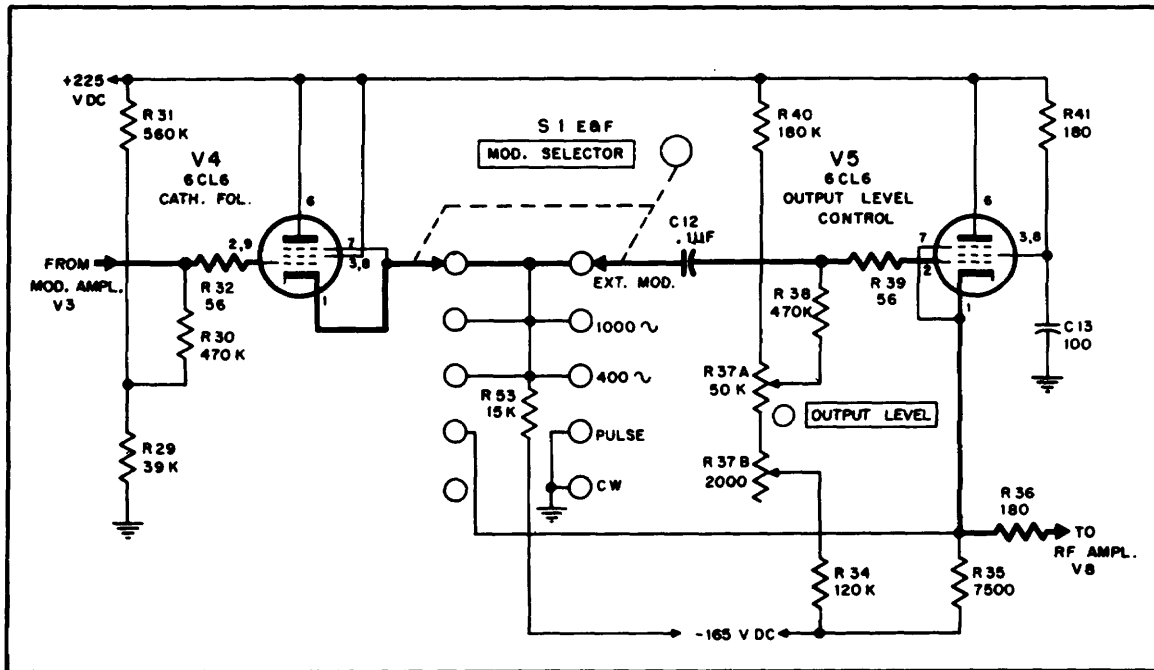 +225
V DC
R31
560K
V4
6CL6
CATH. FOL.
6
2,9
7
3,8
1
FROM
MOD. AMPL.
V3
R32
56
R30
470K
R29
39K
S1 E&F
MOD. SELECTOR
EXT. MOD.
1000 ~
400 ~
PULSE
CW
R53
15K
C12
.1µF
R40
180K
R38
470K
R39
56
R37A
50K
OUTPUT LEVEL
R37B
2000
R34
120K
-165 V DC
V5
6CL6
OUTPUT LEVEL
CONTROL
6
7
2
3,8
1
R41
180
C13
100
R36
180
TO
RF AMPL.
V8
R35
7500